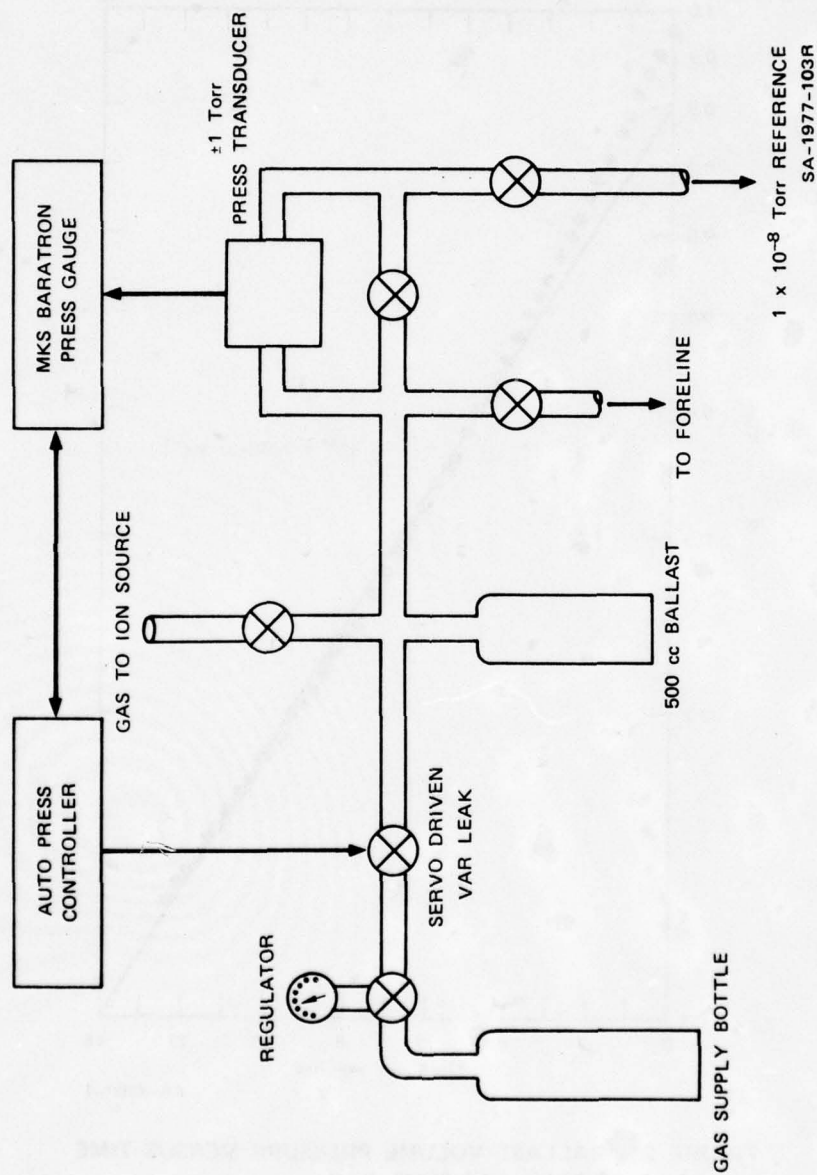 AUTO PRESS
CONTROLLER
MKS BARATRON
PRESS GAUGE
±1 Torr
PRESS TRANSDUCER
GAS TO ION SOURCE
REGULATOR
SERVO DRIVEN
VAR LEAK
GAS SUPPLY BOTTLE
500 cc BALLAST
TO FORELINE
1 x 10⁻⁸ Torr REFERENCE
SA-1977-103R